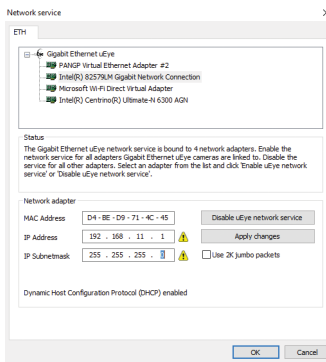 Network service
ETH
Gigabit Ethernet uEye
PANGP Virtual Ethernet Adapter #2
Intel(R) 82579LM Gigabit Network Connection
Microsoft Wi-Fi Direct Virtual Adapter
Intel(R) Centrino(R) Ultimate-N 6300 AGN
Status
The Gigabit Ethernet uEye network service is bound to 4 network adapters. Enable the
network service for all adapters Gigabit Ethernet uEye cameras are linked to. Disable the
service for all other adapters. Select an adapter from the list and click 'Enable uEye network
service' or 'Disable uEye network service'.
Network adapter
MAC Address D4 - BE - D9 - 71 - 4C - 45 Disable uEye network service
IP Address 192 . 168 . 11 . 1 Apply changes
IP Subnetmask 255 . 255 . 255 . 0 Use 2K jumbo packets
Dynamic Host Configuration Protocol (DHCP) enabled
OK Cancel